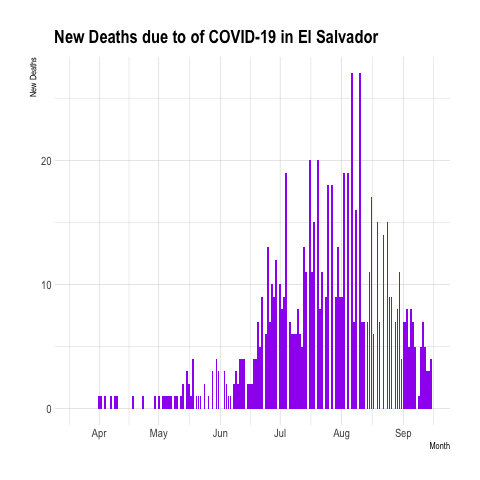 New Deaths due to of COVID-19 in El Salvador
New Deaths
20
10
0
Apr May Jun Jul Aug Sep
Month